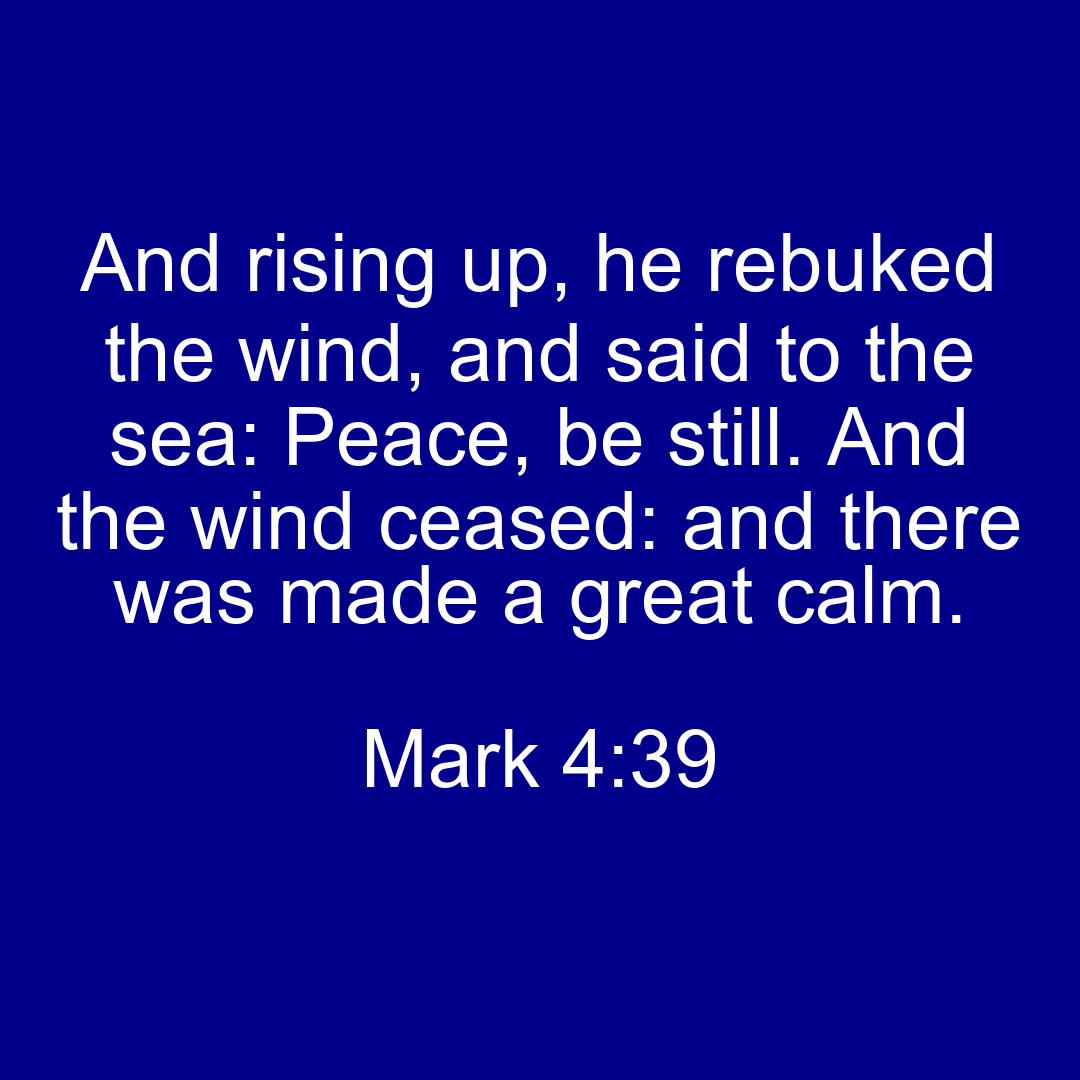 And rising up, he rebuked
the wind, and said to the
sea: Peace, be still. And
the wind ceased: and there
was made a great calm.
Mark 4:39